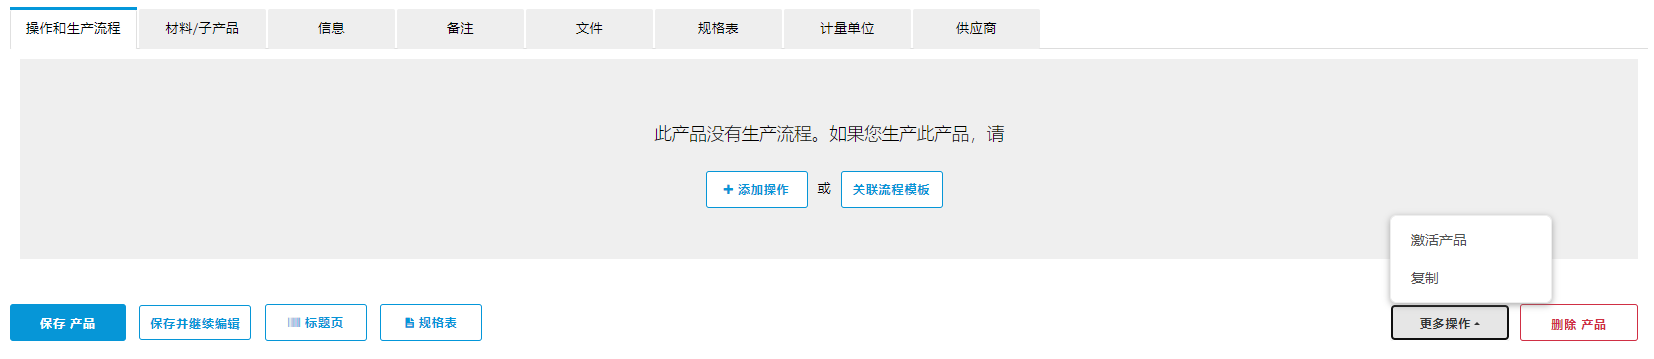 操作和生产流程 材料/子产品 信息 备注 文件 规格表 计量单位 供应商
此产品没有生产流程。如果您生产此产品，请
添加操作 或 关联流程模板
激活产品
复制
保存 产品 保存并继续编辑 标题页 规格表 更多操作 删除 产品